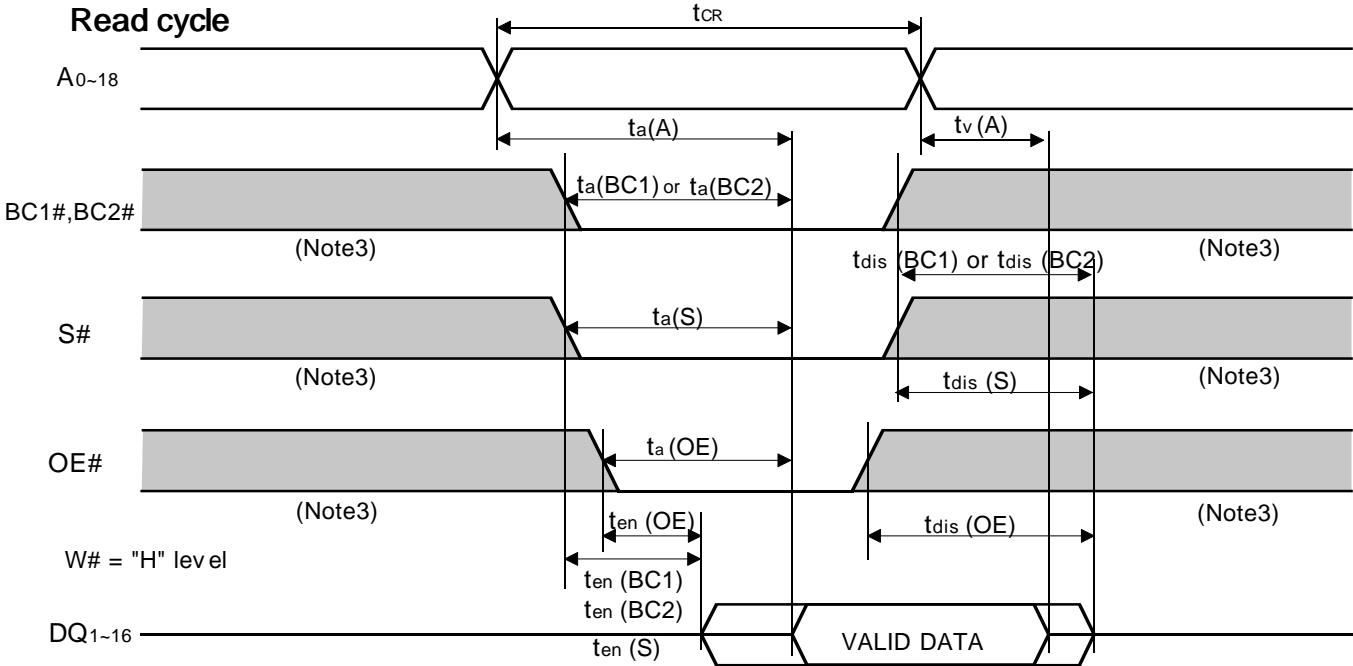 Read cycle
tCR
A0~18
ta(A)
tv (A)
BC1#,BC2#
ta(BC1) or ta(BC2)
(Note3)
(Note3)
tdis (BC1) or tdis (BC2)
S#
ta(S)
(Note3)
tdis (S)
(Note3)
OE#
ta (OE)
(Note3)
ten (OE)
tdis (OE)
(Note3)
W# = "H" level
ten (BC1)
ten (BC2)
ten (S)
DQ1~16
VALID DATA